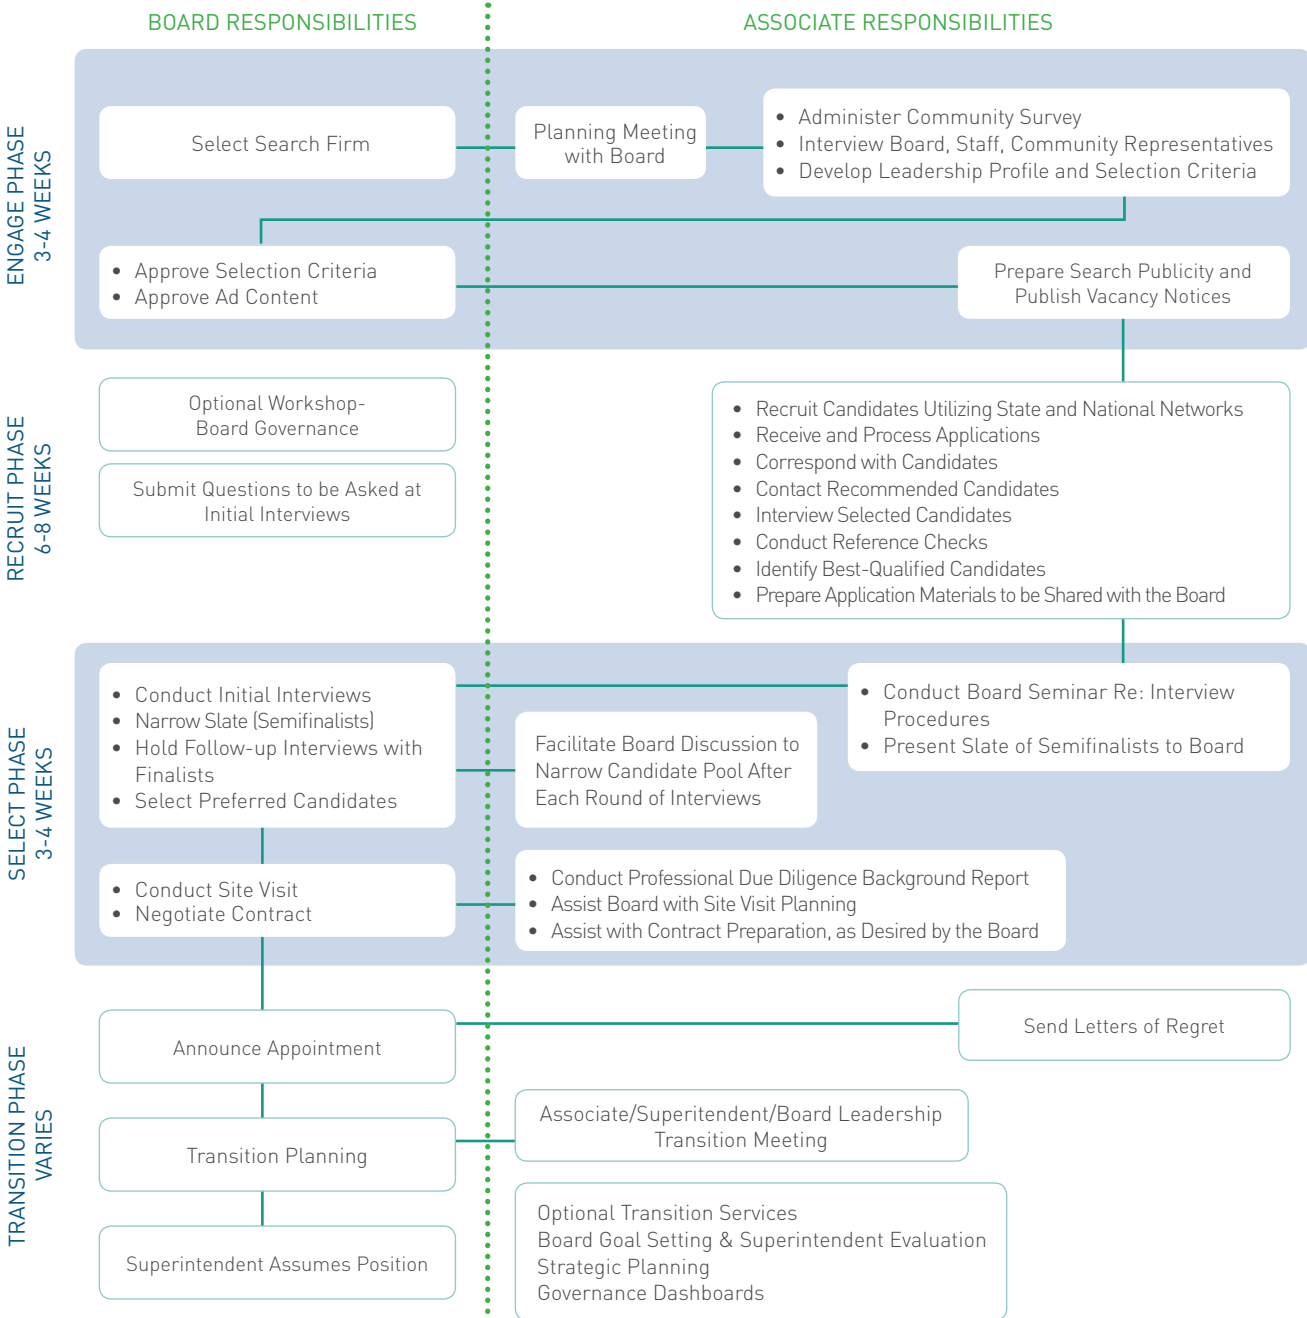 BOARD RESPONSIBILITIES
ASSOCIATE RESPONSIBILITIES
ENGAGE PHASE
3-4 WEEKS
Select Search Firm
Planning Meeting
with Board
• Administer Community Survey
• Interview Board, Staff, Community Representatives
• Develop Leadership Profile and Selection Criteria
• Approve Selection Criteria
• Approve Ad Content
Prepare Search Publicity and
Publish Vacancy Notices
RECRUIT PHASE
6-8 WEEKS
Optional Workshop-
Board Governance
Submit Questions to be Asked at
Initial Interviews
• Recruit Candidates Utilizing State and National Networks
• Receive and Process Applications
• Correspond with Candidates
• Contact Recommended Candidates
• Interview Selected Candidates
• Conduct Reference Checks
• Identify Best-Qualified Candidates
• Prepare Application Materials to be Shared with the Board
SELECT PHASE
3-4 WEEKS
• Conduct Initial Interviews
• Narrow Slate (Semifinalists)
• Hold Follow-up Interviews with
Finalists
• Select Preferred Candidates
Facilitate Board Discussion to
Narrow Candidate Pool After
Each Round of Interviews
• Conduct Board Seminar Re: Interview
Procedures
• Present Slate of Semifinalists to Board
• Conduct Site Visit
• Negotiate Contract
• Conduct Professional Due Diligence Background Report
• Assist Board with Site Visit Planning
• Assist with Contract Preparation, as Desired by the Board
TRANSITION PHASE
VARIES
Announce Appointment
Send Letters of Regret
Transition Planning
Associate/Superitendent/Board Leadership
Transition Meeting
Superintendent Assumes Position
Optional Transition Services
Board Goal Setting & Superintendent Evaluation
Strategic Planning
Governance Dashboards